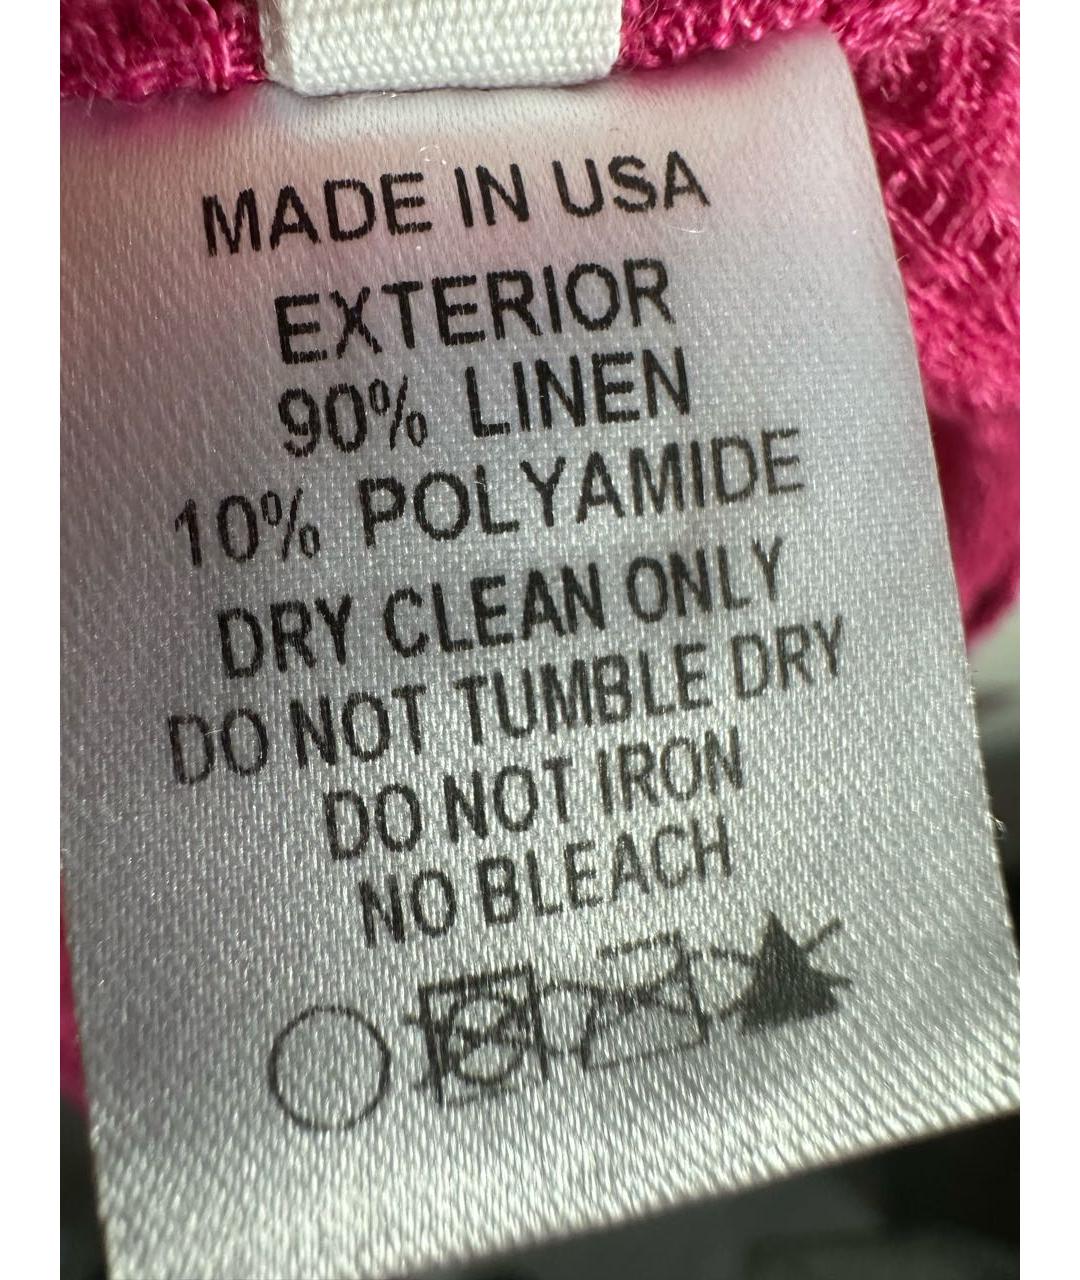 MADE IN USA
EXTERIOR
90% LINEN
10% POLYAMIDE
DRY CLEAN ONLY
DO NOT TUMBLE DRY
DO NOT IRON
NO BLEACH